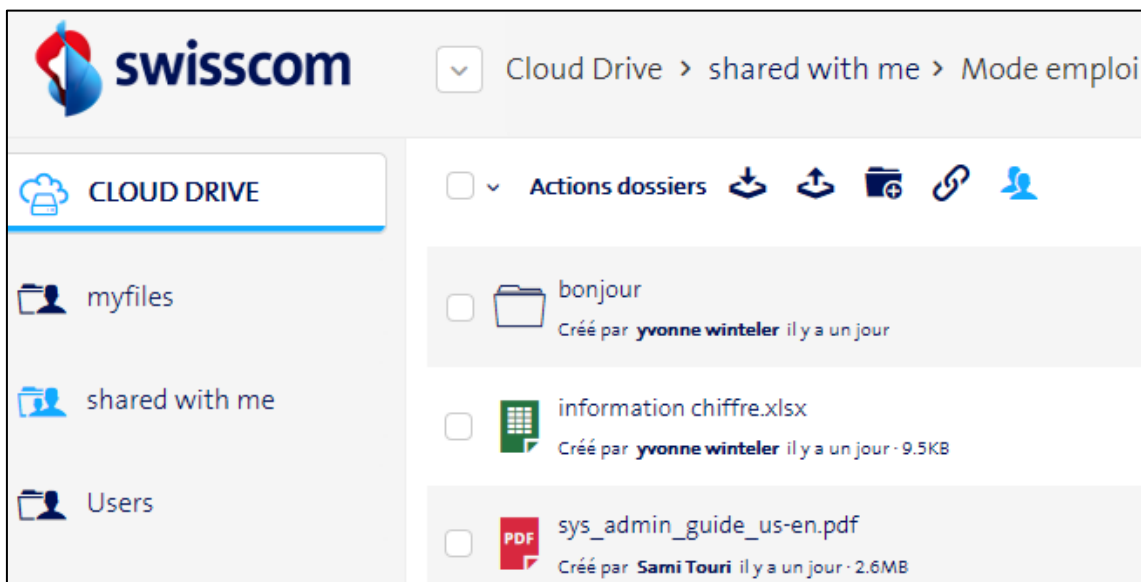 swisscom
Cloud Drive > shared with me > Mode emploi
CLOUD DRIVE
myfiles
shared with me
Users
Actions dossiers
bonjour
Créé par yvonne winteler il y a un jour
information chiffre.xlsx
Créé par yvonne winteler il y a un jour · 9.5KB
PDF
sys_admin_guide_us-en.pdf
Créé par Sami Touri il y a un jour · 2.6MB